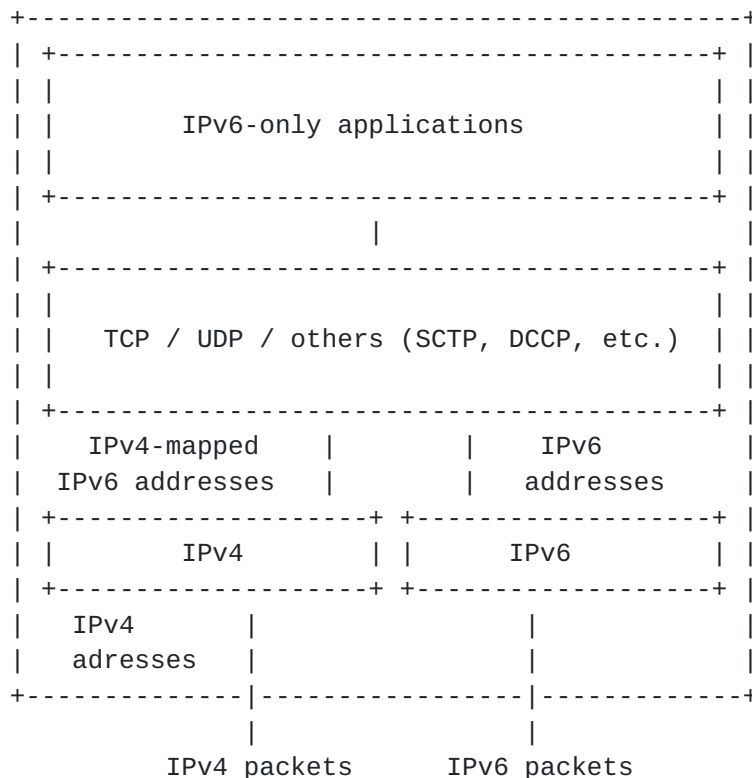 IPv6-only applications
TCP / UDP / others (SCTP, DCCP, etc.)
IPv4-mapped IPv6
IPv6 addresses addresses
IPv4 IPv6
IPv4
adresses
IPv4 packets IPv6 packets